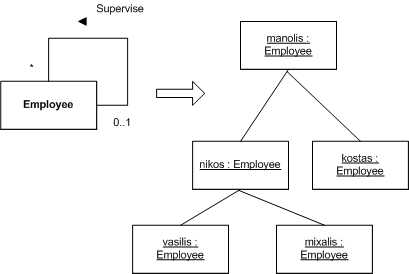 Supervise
*
Employee
0..1
manolis :
Employee
nikos : Employee
kostas :
Employee
vasilis :
Employee
mixalis :
Employee